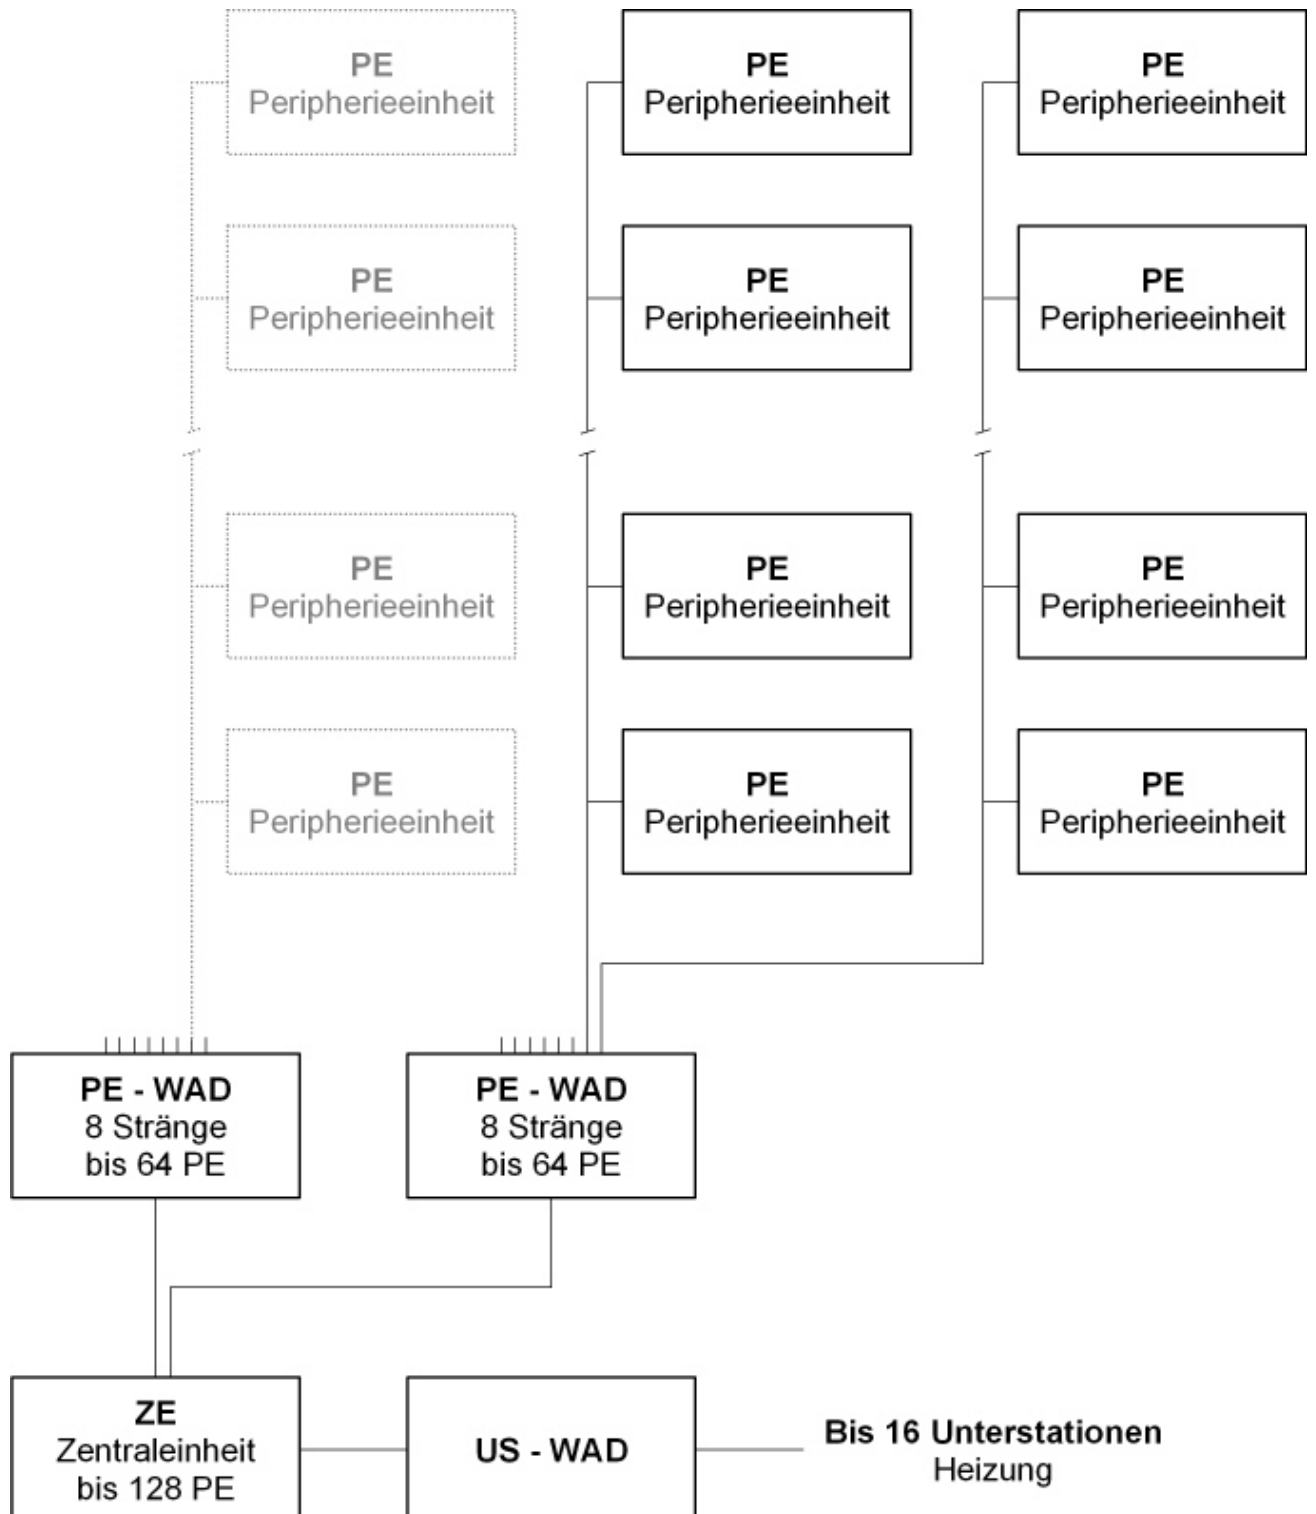 PE
Peripherieeinheit
PE
Peripherieeinheit
PE
Peripherieeinheit
PE
Peripherieeinheit
PE
Peripherieeinheit
PE
Peripherieeinheit
PE
Peripherieeinheit
PE
Peripherieeinheit
PE
Peripherieeinheit
PE
Peripherieeinheit
PE
Peripherieeinheit
PE
Peripherieeinheit
PE - WAD
8 Stränge
bis 64 PE
PE - WAD
8 Stränge
bis 64 PE
ZE
Zentraleinheit
bis 128 PE
US - WAD
Bis 16 Unterstationen
Heizung